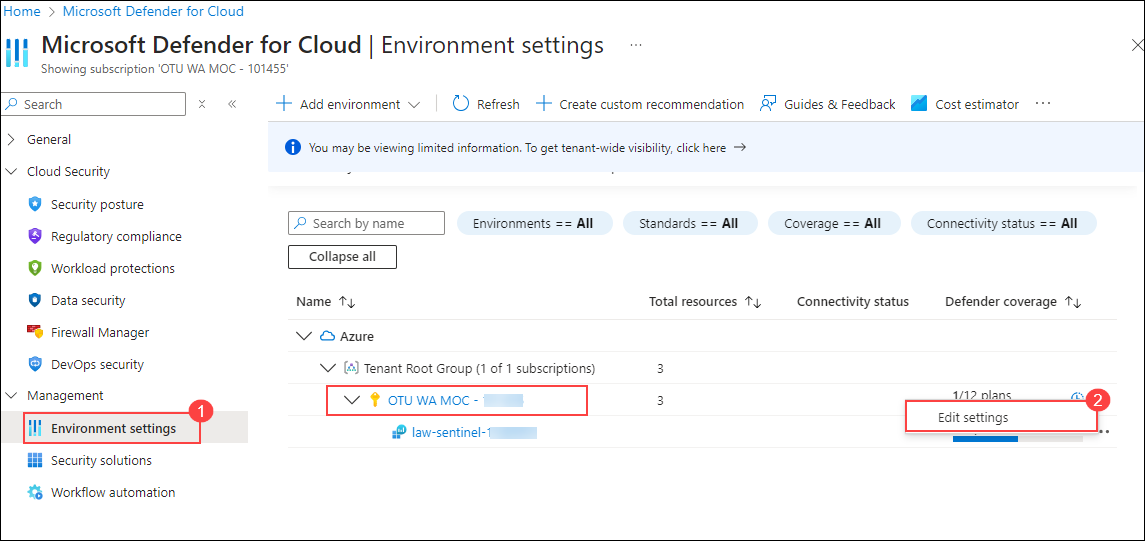 Home > Microsoft Defender for Cloud >
Microsoft Defender for Cloud | Environment settings ...
Showing subscription 'OTU WA MOC - 101455'
Search
Add environment
Refresh
Create custom recommendation
Guides & Feedback
Cost estimator
General
Cloud Security
Security posture
Regulatory compliance
Workload protections
Data security
Firewall Manager
DevOps security
Management
1
Environment settings
Security solutions
Workflow automation
You may be viewing limited information. To get tenant-wide visibility, click here →
Search by name
Environments == All
Standards == All
Coverage == All
Connectivity status == All
Collapse all
Name ↑↓ Total resources ↑↓ Connectivity status Defender coverage ↑↓
Azure
Tenant Root Group (1 of 1 subscriptions) 3
OTU WA MOC - 3 1/12 plans
2
Edit settings
law-sentinel-1